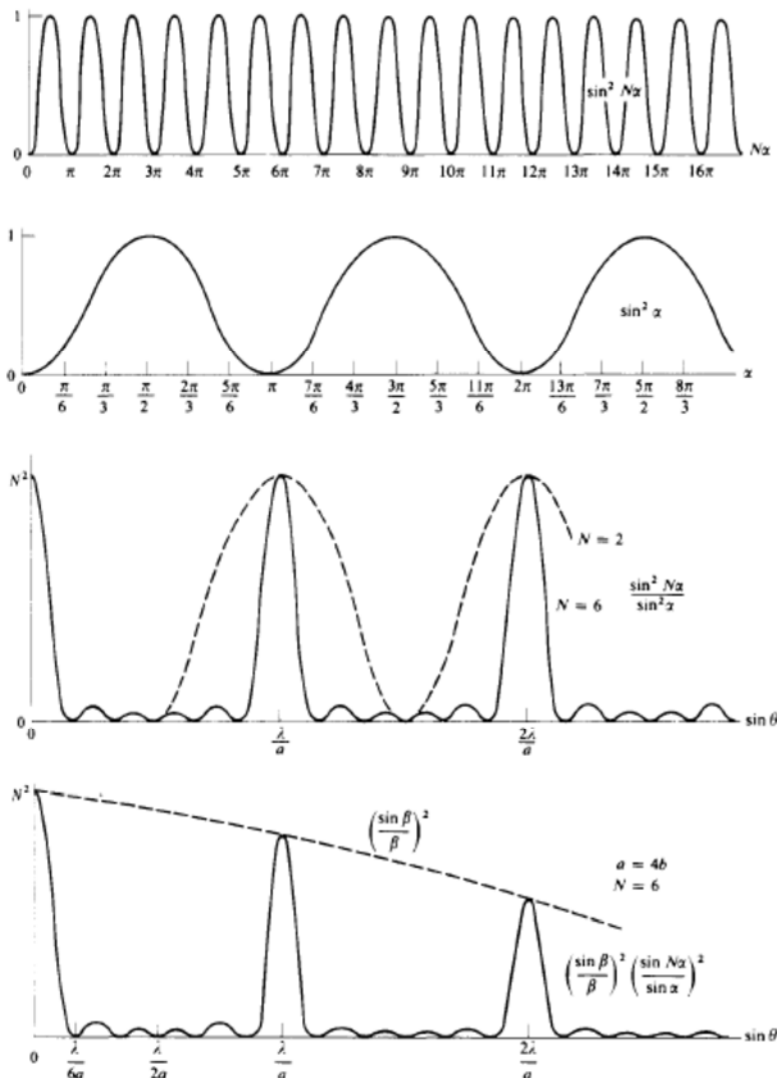 1
sin² Nα
0
0 π 2π 3π 4π 5π 6π 7π 8π 9π 10π 11π 12π 13π 14π 15π 16π Nα
1
sin² α
0
0 π/6 π/3 π/2 2π/3 5π/6 π 7π/6 4π/3 3π/2 5π/3 11π/6 2π 13π/6 7π/3 5π/2 8π/3 α
N²
N = 2
N = 6 sin² Nα / sin² α
0
0 λ/a 2λ/a sin θ
N²
(sin β / β)²
a = 4b
N = 6
(sin β / β)² (sin Nα / sin α)²
0 λ/6a λ/2a λ/a 2λ/a sin θ